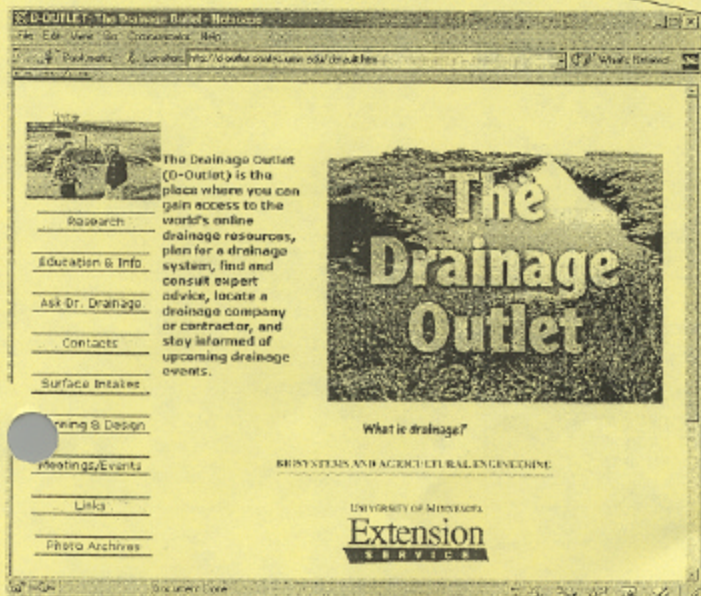 D-OUTLET: The Drainage Outlet - Netscape
File Edit View Go Communicator Help
Bookmarks Location: What's Related
The Drainage Outlet
(D-Outlet) is the
place where you can
gain access to the
world's online
drainage resources,
plan for a drainage
system, find and
consult expert
advice, locate a
drainage company
or contractor, and
stay informed of
upcoming drainage
events.
Research
Education & Info
Ask Dr. Drainage
Contacts
Surface Intakes
ning & Design
Meetings/Events
Links
Photo Archives
The
Drainage
Outlet
What is drainage?
BIOSYSTEMS AND AGRICULTURAL ENGINEERING
UNIVERSITY OF MINNESOTA
Extension
SERVICE
Document: Done